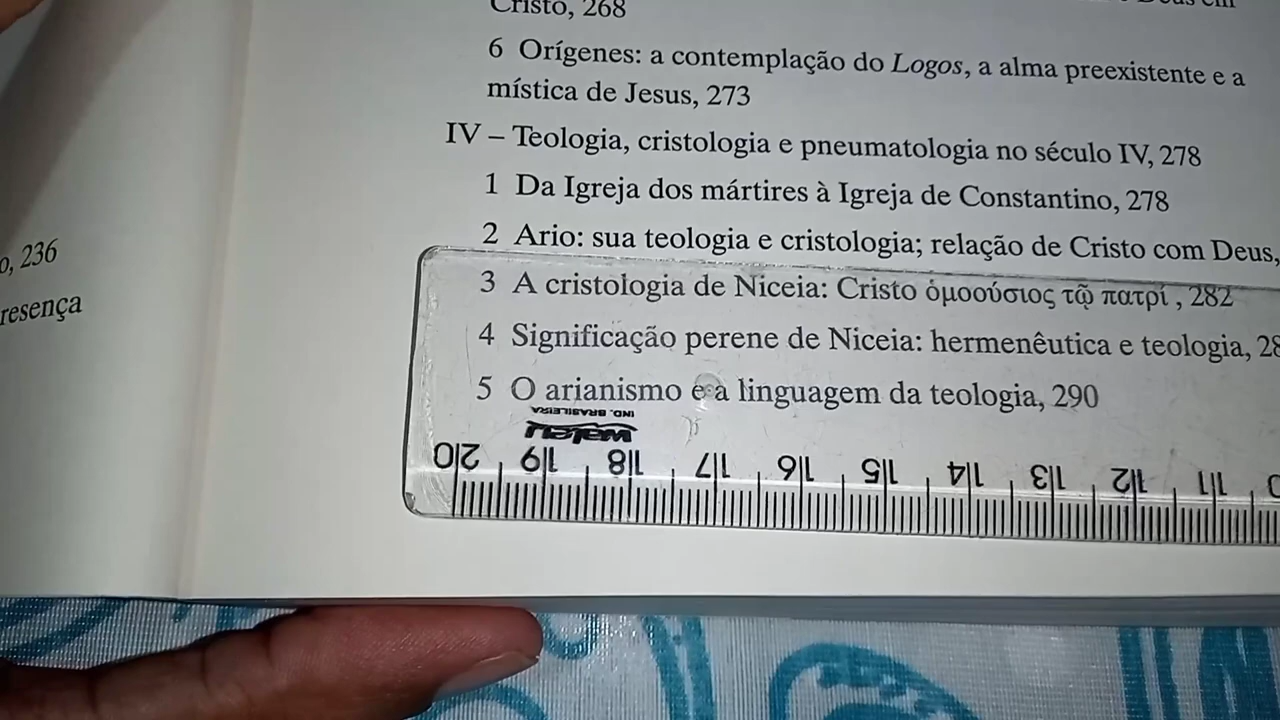 o, 236
resença
Cristo, 268
6 Orígenes: a contemplação do Logos, a alma preexistente e a
mística de Jesus, 273
IV – Teologia, cristologia e pneumatologia no século IV, 278
1 Da Igreja dos mártires à Igreja de Constantino, 278
2 Ario: sua teologia e cristologia; relação de Cristo com Deus,
3 A cristologia de Niceia: Cristo ὁμοούσιος τῷ πατρί , 282
4 Significação perene de Niceia: hermenêutica e teologia, 28
5 O arianismo e a linguagem da teologia, 290
IND. BRASILEIRA
waleu
20 19 18 17 16 15 14 13 12 11